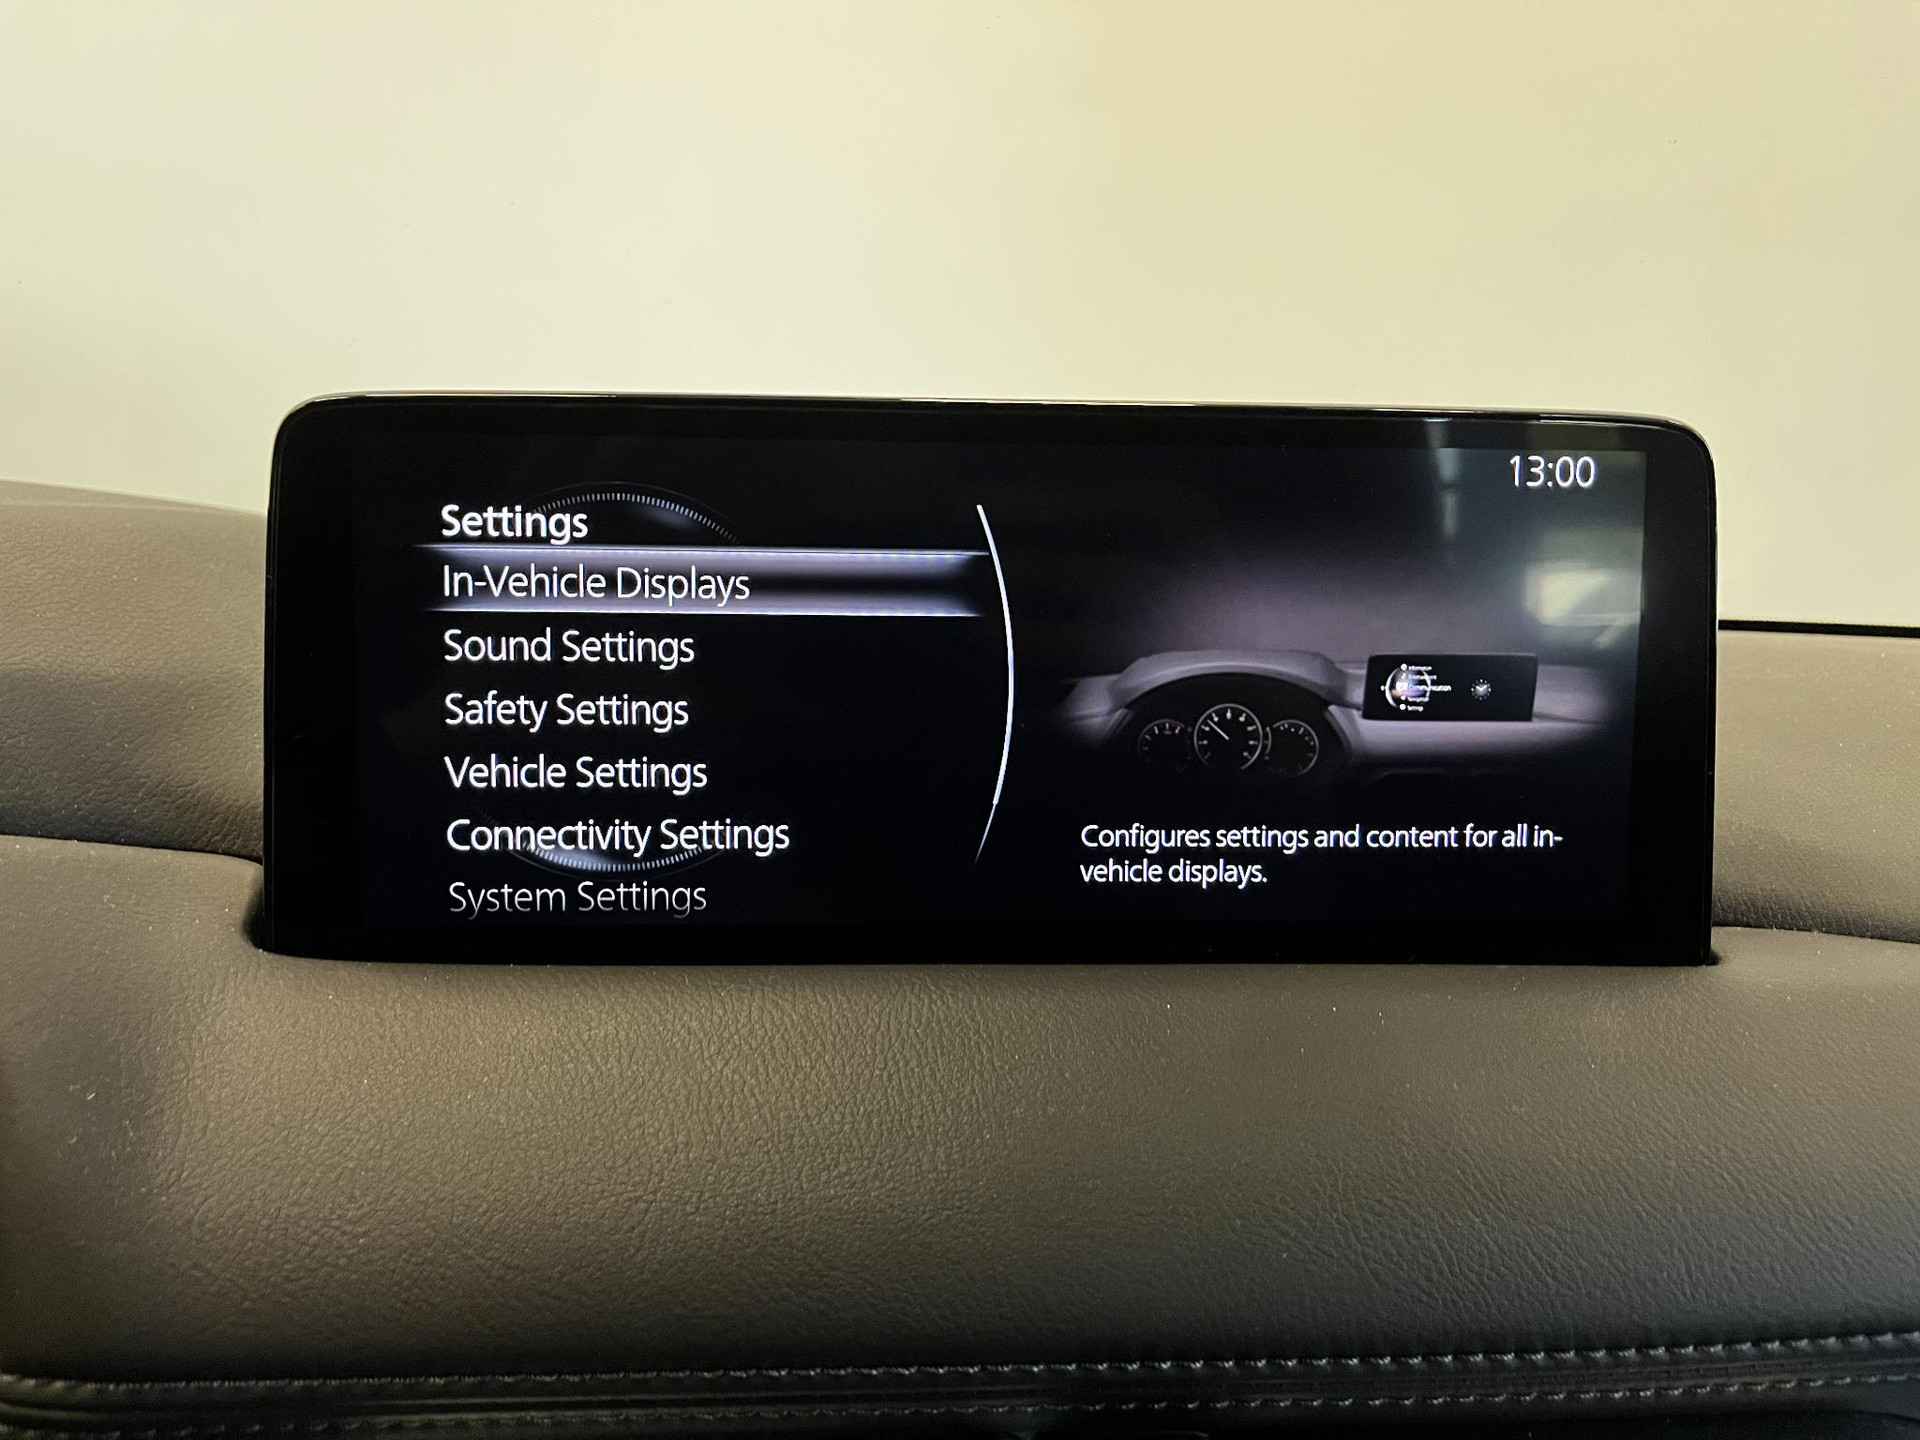 13:00
Settings
In-Vehicle Displays
Sound Settings
Safety Settings
Vehicle Settings
Connectivity Settings
System Settings
Communication
Configures settings and content for all in-
vehicle displays.